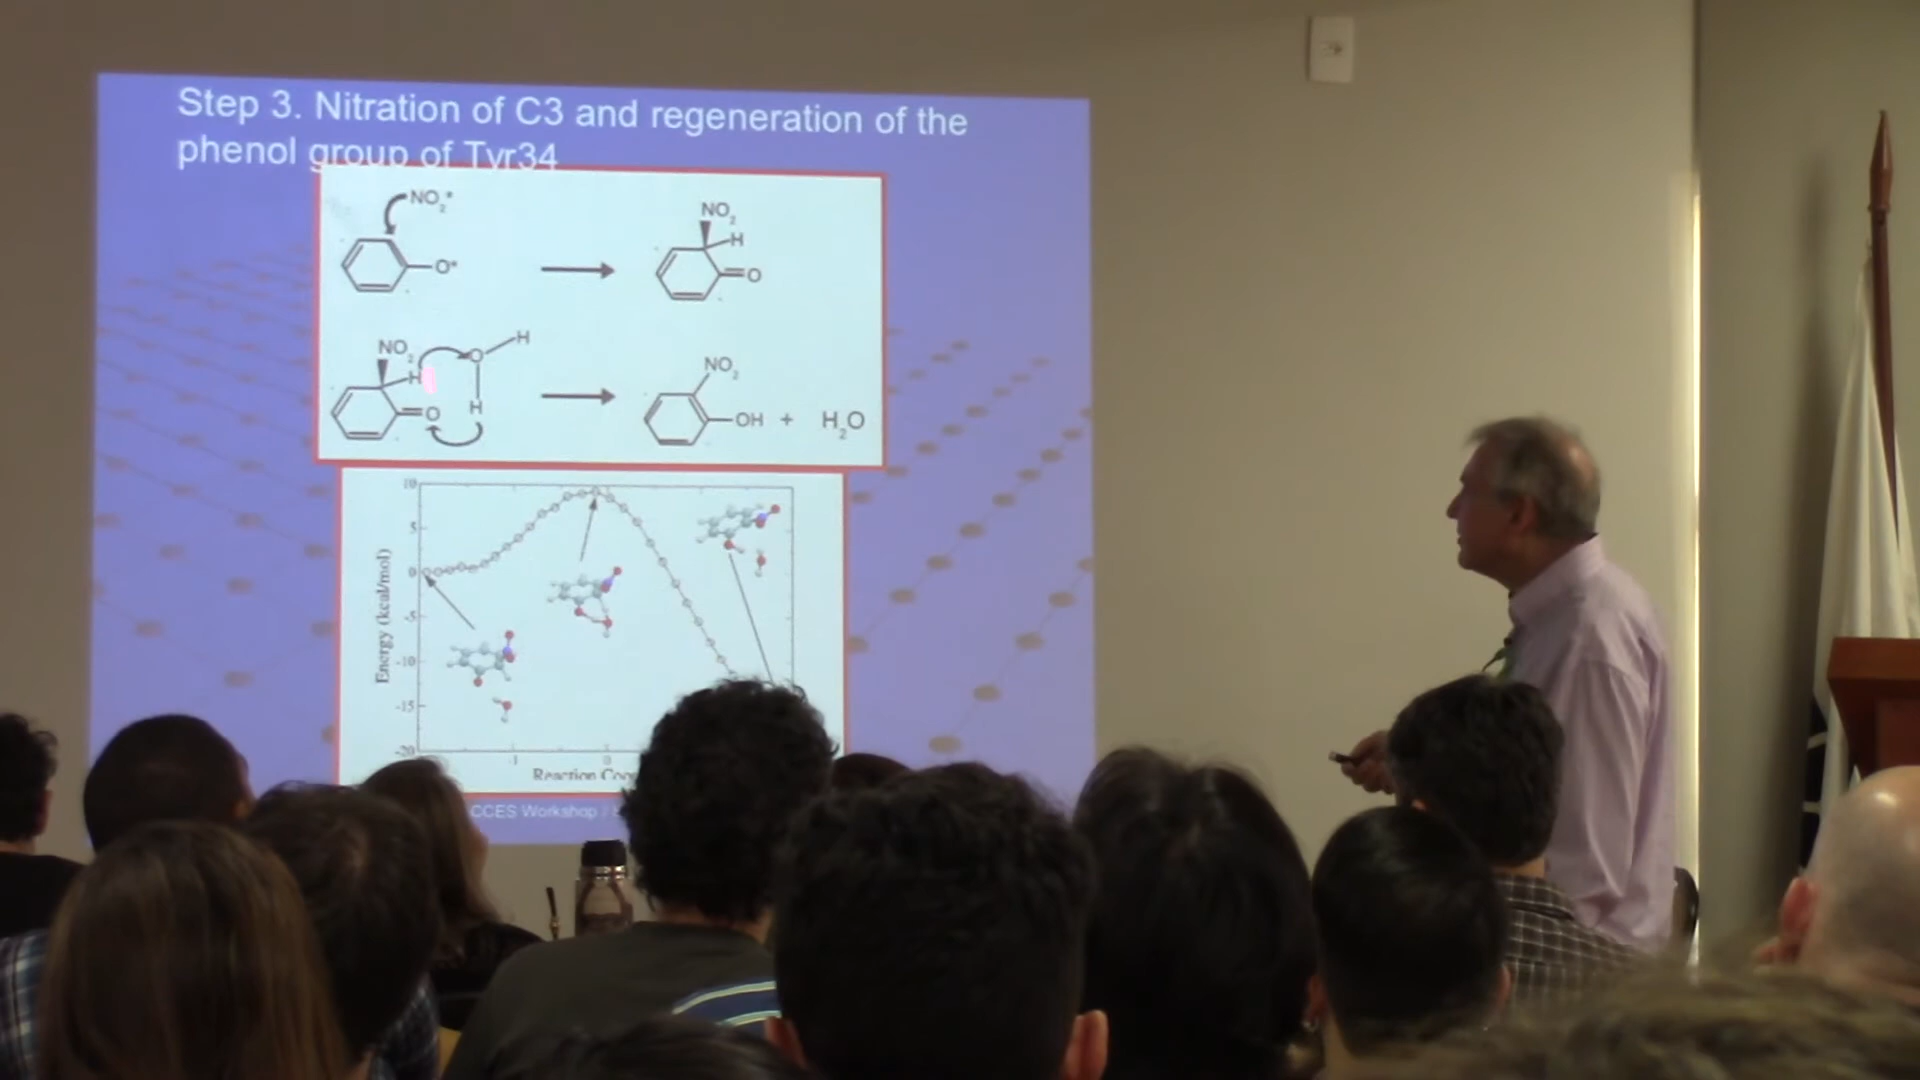 Step 3. Nitration of C3 and regeneration of the
phenol group of Tyr34
NO2•
O•
NO2
H
O
NO2
H
O
O
H
H
NO2
OH + H2O
10
5
0
-5
-10
-15
-20
Energy (kcal/mol)
-1
0
Reaction
CCES Workshop /